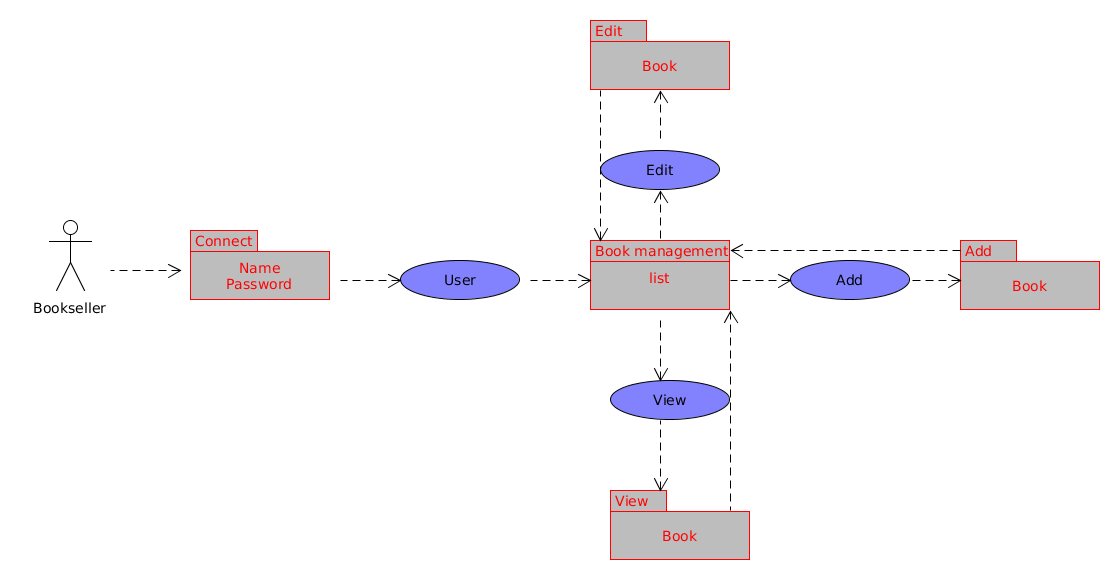 Edit
Book
Edit
Bookseller
Connect
Name
Password
User
Book management
list
Add
Add
Book
View
View
Book